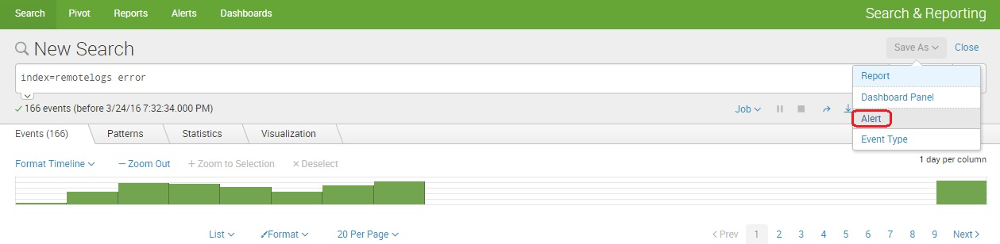 Search Pivot Reports Alerts Dashboards Search & Reporting
New Search Save As Close
index=remotelogs error
Report
Dashboard Panel
Alert
Event Type
166 events (before 3/24/16 7:32:34.000 PM) Job
Events (166) Patterns Statistics Visualization
Format Timeline — Zoom Out + Zoom to Selection × Deselect 1 day per column
List Format 20 Per Page < Prev 1 2 3 4 5 6 7 8 9 Next >